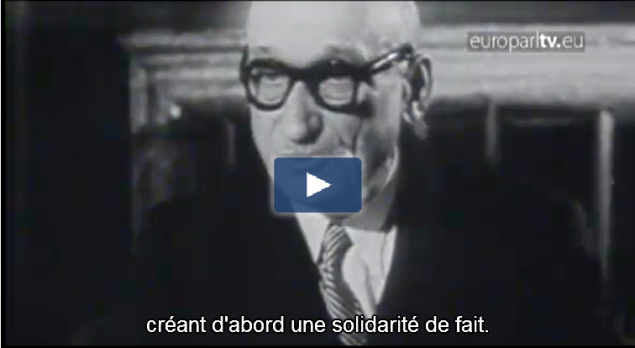 europarltv.eu
créant d'abord une solidarité de fait.